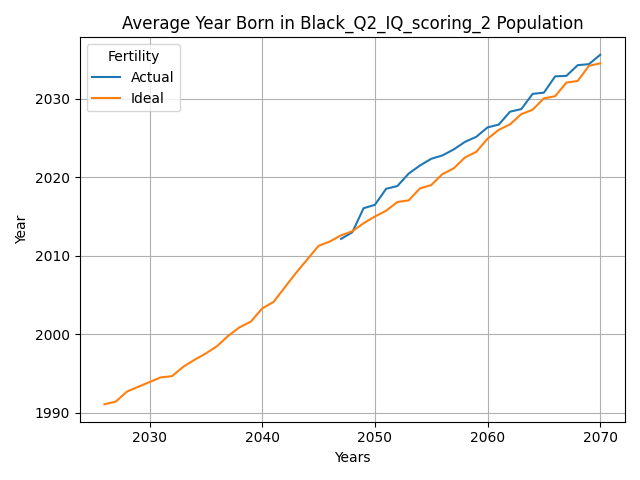 Average Year Born in Black_Q2_IQ_scoring_2 Population
Fertility
Actual
Ideal
Year
2030
2020
2010
2000
1990
2030 2040 2050 2060 2070
Years